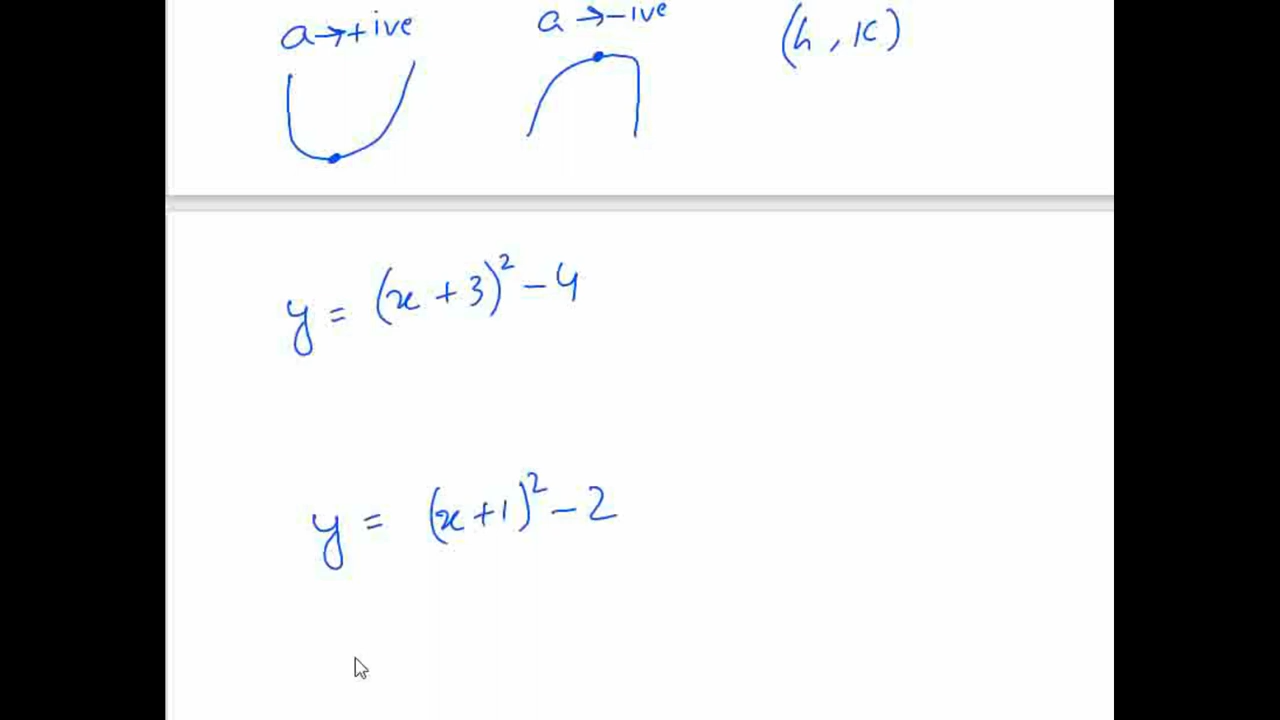 a→+ive a→-ive (h, k)
y = (x+3)² - 4
y = (x+1)² - 2